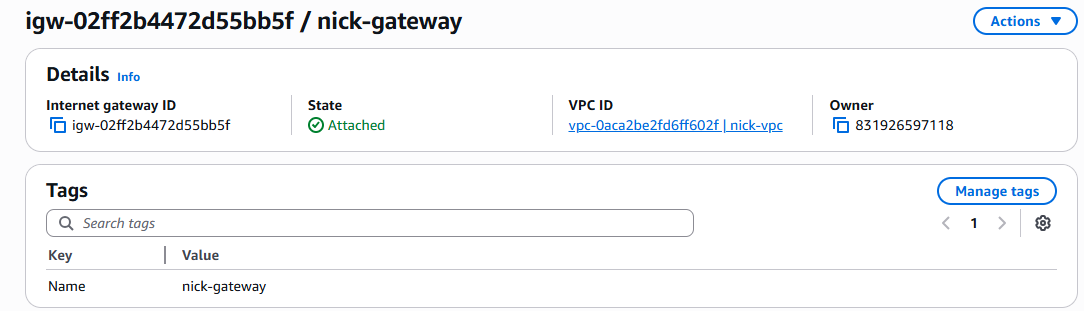 igw-02ff2b4472d55bb5f / nick-gateway
Actions
Details Info
Internet gateway ID
igw-02ff2b4472d55bb5f
State
Attached
VPC ID
vpc-0aca2be2fd6ff602f | nick-vpc
Owner
831926597118
Tags
Manage tags
Search tags
1
Key Value
Name nick-gateway